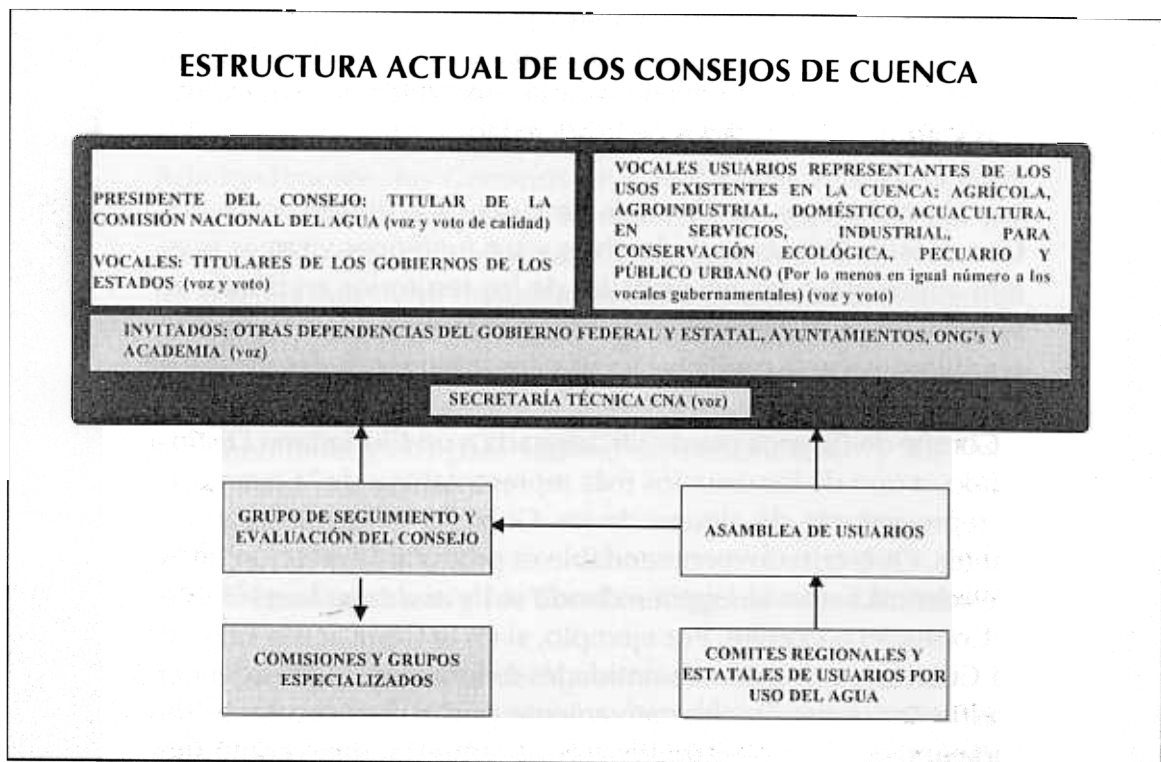 ESTRUCTURA ACTUAL DE LOS CONSEJOS DE CUENCA
PRESIDENTE DEL CONSEJO: TITULAR DE LA
COMISIÓN NACIONAL DEL AGUA (voz y voto de calidad)
VOCALES: TITULARES DE LOS GOBIERNOS DE LOS
ESTADOS (voz y voto)
VOCALES USUARIOS REPRESENTANTES DE LOS
USOS EXISTENTES EN LA CUENCA: AGRÍCOLA,
AGROINDUSTRIAL, DOMÉSTICO, ACUACULTURA,
EN SERVICIOS, INDUSTRIAL, PARA
CONSERVACIÓN ECOLÓGICA, PECUARIO Y
PÚBLICO URBANO (Por lo menos en igual número a los
vocales gubernamentales) (voz y voto)
INVITADOS: OTRAS DEPENDENCIAS DEL GOBIERNO FEDERAL Y ESTATAL, AYUNTAMIENTOS, ONG's Y
ACADEMIA (voz)
SECRETARÍA TÉCNICA CNA (voz)
GRUPO DE SEGUIMIENTO Y
EVALUACIÓN DEL CONSEJO
ASAMBLEA DE USUARIOS
COMISIONES Y GRUPOS
ESPECIALIZADOS
COMITES REGIONALES Y
ESTATALES DE USUARIOS POR
USO DEL AGUA